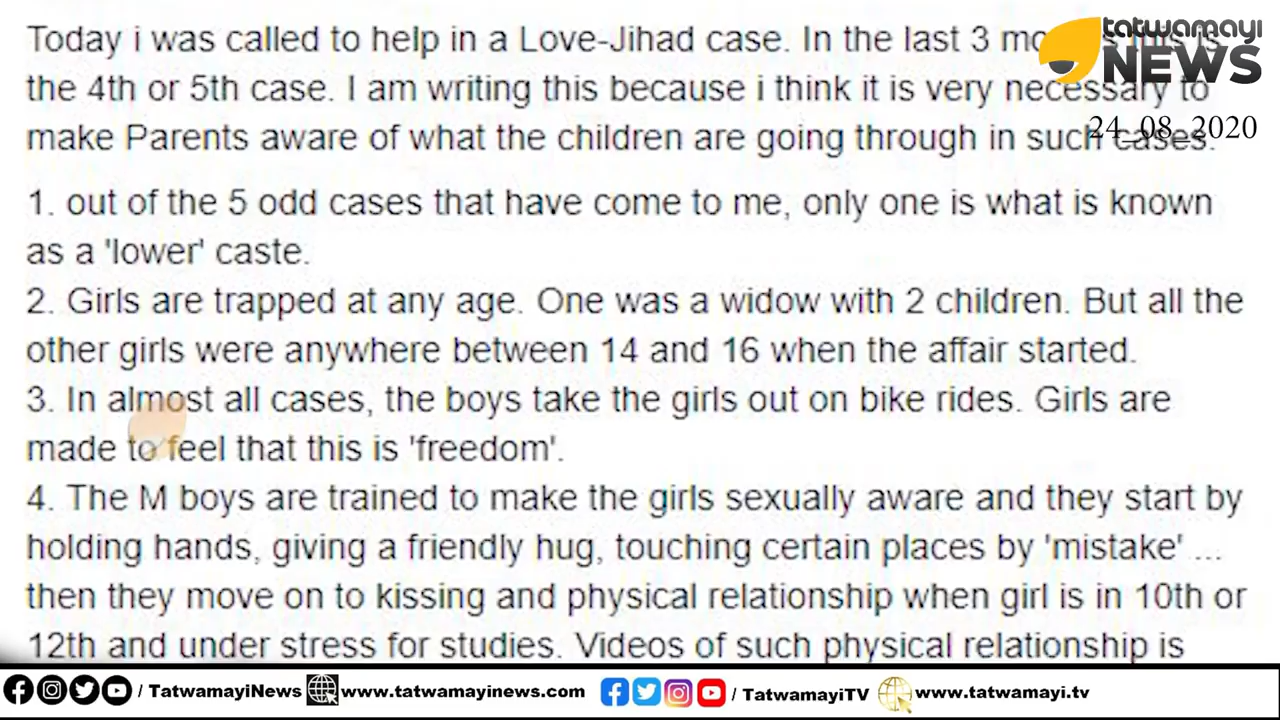 Today i was called to help in a Love-Jihad case. In the last 3
tatwamayi
NEWS
the 4th or 5th case. I am writing this because i think it is very necessary to
24_08_2020
make Parents aware of what the children are going through in such cases.
1. out of the 5 odd cases that have come to me, only one is what is known
as a 'lower' caste.
2. Girls are trapped at any age. One was a widow with 2 children. But all the
other girls were anywhere between 14 and 16 when the affair started.
3. In almost all cases, the boys take the girls out on bike rides. Girls are
made to feel that this is 'freedom'.
4. The M boys are trained to make the girls sexually aware and they start by
holding hands, giving a friendly hug, touching certain places by 'mistake' ...
then they move on to kissing and physical relationship when girl is in 10th or
12th and under stress for studies. Videos of such physical relationship is
/ TatwamayiNews www.tatwamayinews.com / TatwamayiTV www.tatwamayi.tv